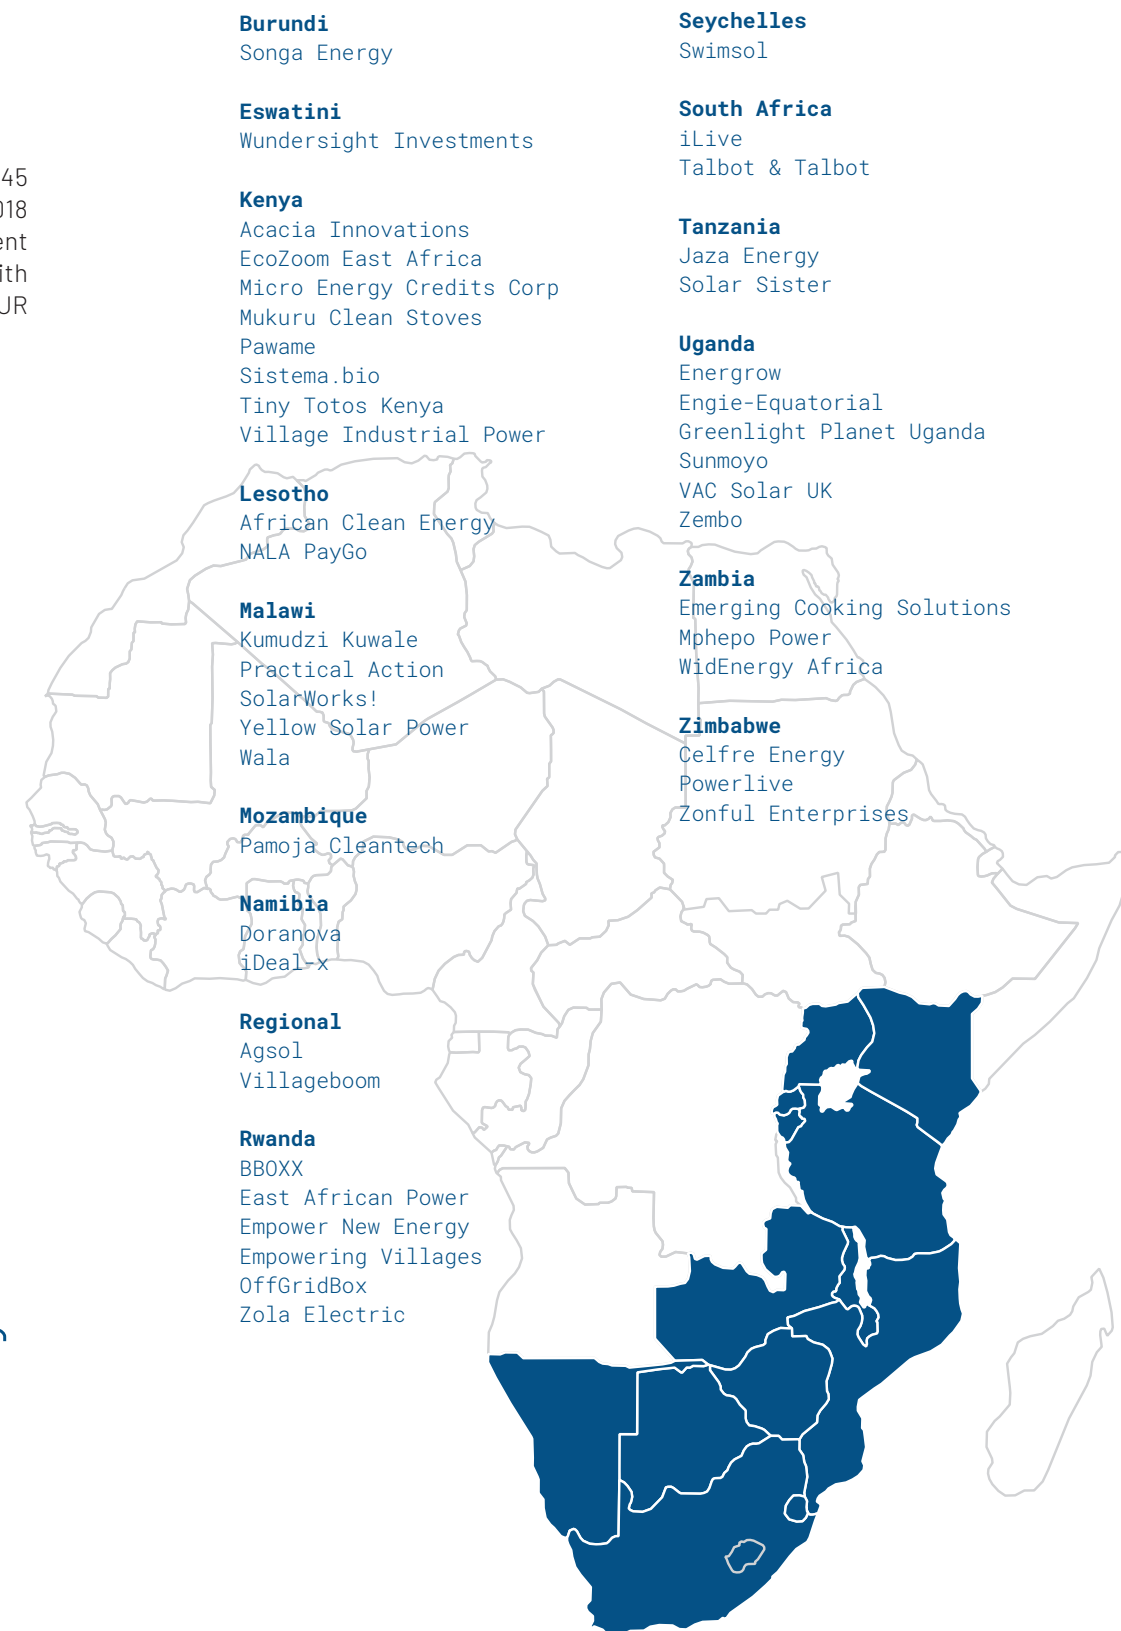 45
018
ent
ith
UR
Burundi
Songa Energy
Eswatini
Wundersight Investments
Kenya
Acacia Innovations
EcoZoom East Africa
Micro Energy Credits Corp
Mukuru Clean Stoves
Pawame
Sistema.bio
Tiny Totos Kenya
Village Industrial Power
Lesotho
African Clean Energy
NALA PayGo
Malawi
Kumudzi Kuwale
Practical Action
SolarWorks!
Yellow Solar Power
Wala
Mozambique
Pamoja Cleantech
Namibia
Doranova
iDeal-x
Regional
Agsol
Villageboom
Rwanda
BBOXX
East African Power
Empower New Energy
Empowering Villages
OffGridBox
Zola Electric
Seychelles
Swimsol
South Africa
iLive
Talbot & Talbot
Tanzania
Jaza Energy
Solar Sister
Uganda
Energrow
Engie-Equatorial
Greenlight Planet Uganda
Sunmoyo
VAC Solar UK
Zembo
Zambia
Emerging Cooking Solutions
Mphepo Power
WidEnergy Africa
Zimbabwe
Celfre Energy
Powerlive
Zonful Enterprises